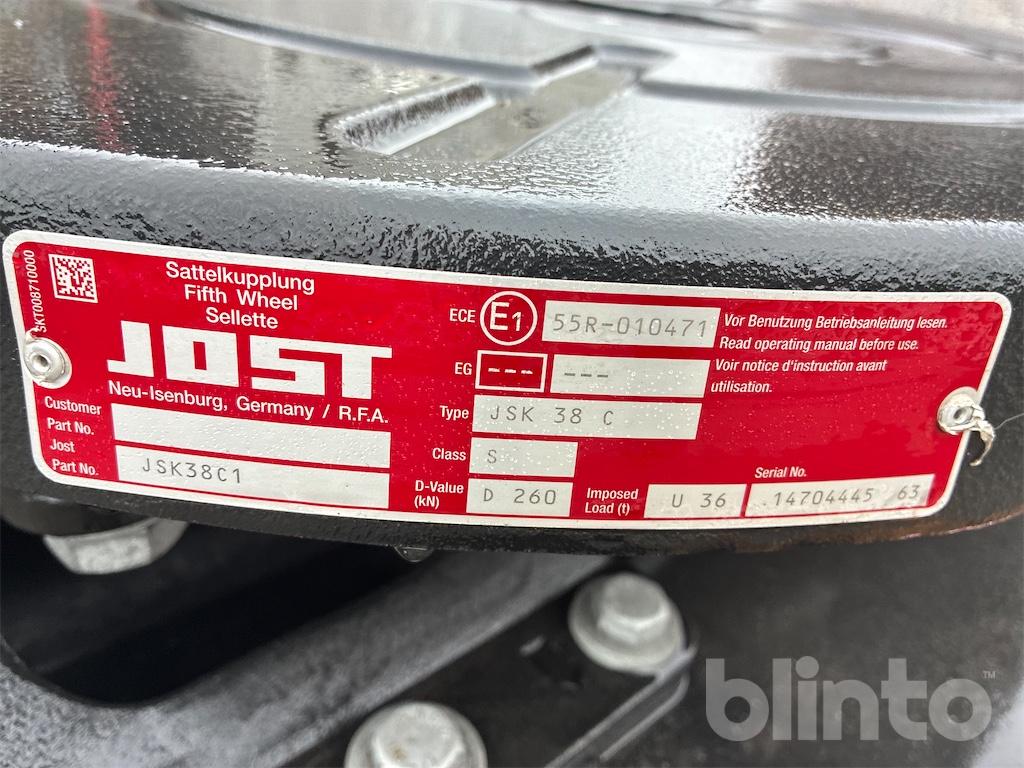 SKT008710000
Sattelkupplung
Fifth Wheel
Sellette
JOST
Neu-Isenburg, Germany / R.F.A.
Customer
Part No.
Jost
Part No. JSK38C1
ECE E1 55R-010471
EG --- ---
Type JSK 38 C
Class S
D-Value
(kN) D 260
Imposed
Load (t) U 36
Serial No.
.14704445 63
Vor Benutzung Betriebsanleitung lesen.
Read operating manual before use.
Voir notice d'instruction avant
utilisation.
blinto™